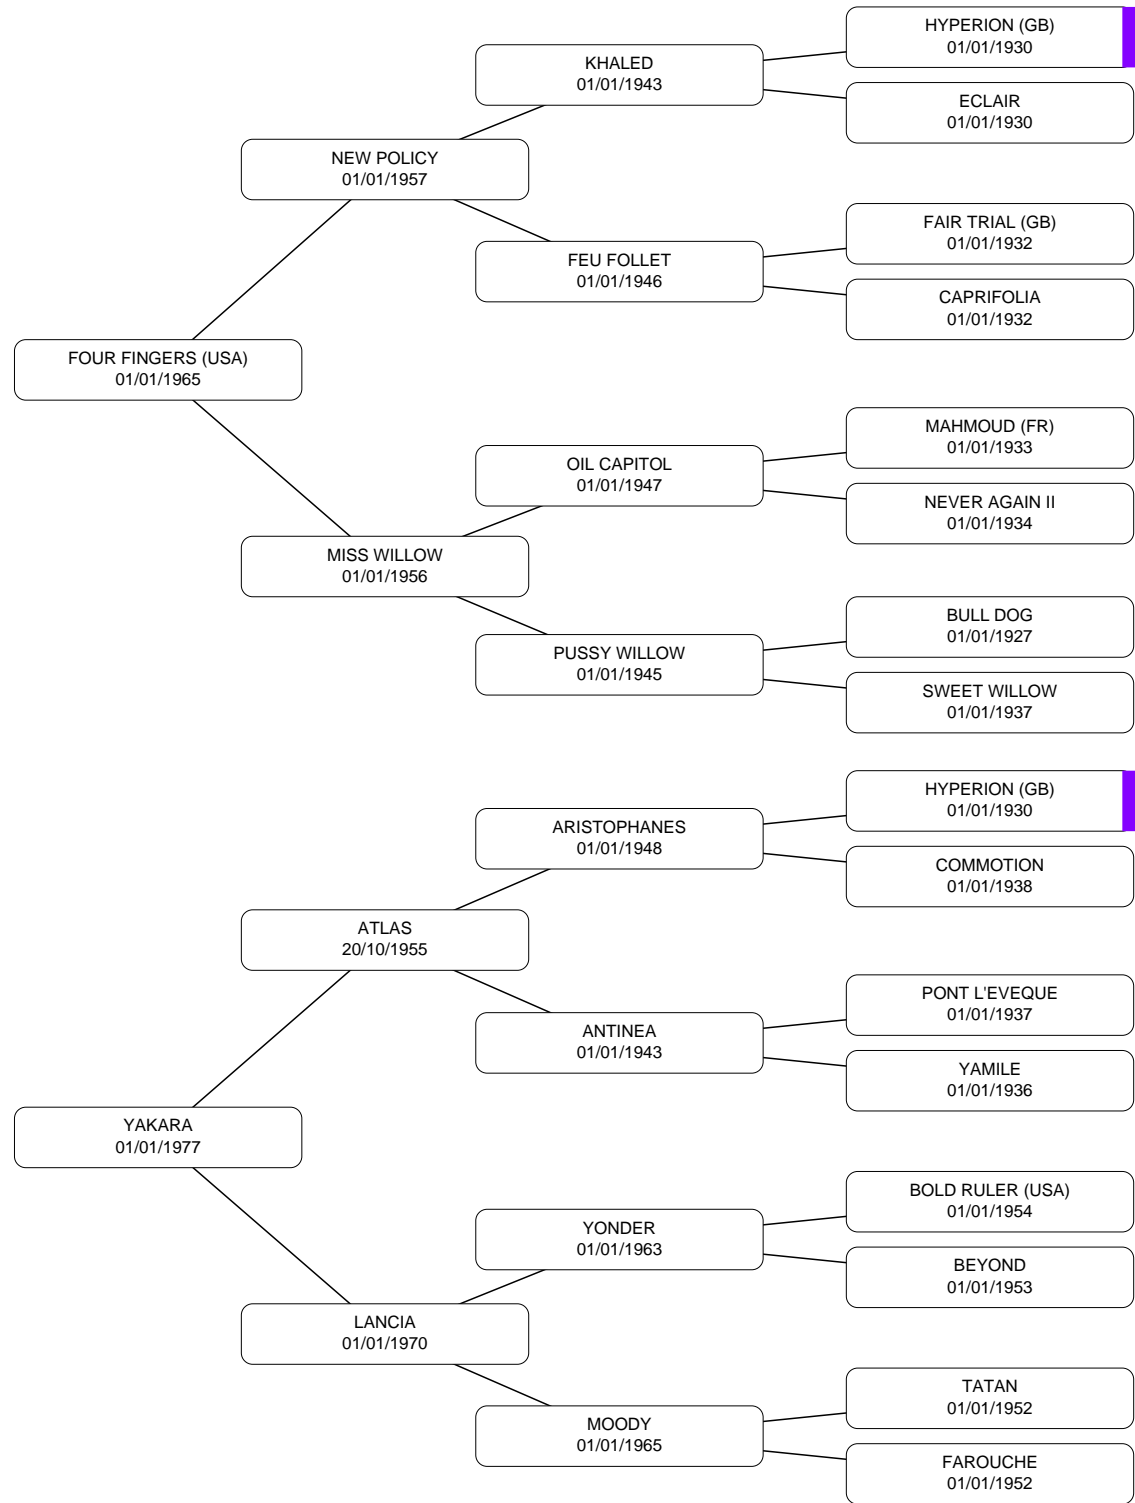 HYPERION (GB)
01/01/1930
KHALED
01/01/1943
ECLAIR
01/01/1930
NEW POLICY
01/01/1957
FAIR TRIAL (GB)
01/01/1932
FEU FOLLET
01/01/1946
CAPRIFOLIA
01/01/1932
FOUR FINGERS (USA)
01/01/1965
MAHMOUD (FR)
01/01/1933
OIL CAPITOL
01/01/1947
NEVER AGAIN II
01/01/1934
MISS WILLOW
01/01/1956
BULL DOG
01/01/1927
PUSSY WILLOW
01/01/1945
SWEET WILLOW
01/01/1937
HYPERION (GB)
01/01/1930
ARISTOPHANES
01/01/1948
COMMOTION
01/01/1938
ATLAS
20/10/1955
PONT L'EVEQUE
01/01/1937
ANTINEA
01/01/1943
YAMILE
01/01/1936
YAKARA
01/01/1977
BOLD RULER (USA)
01/01/1954
YONDER
01/01/1963
BEYOND
01/01/1953
LANCIA
01/01/1970
TATAN
01/01/1952
MOODY
01/01/1965
FAROUCHE
01/01/1952